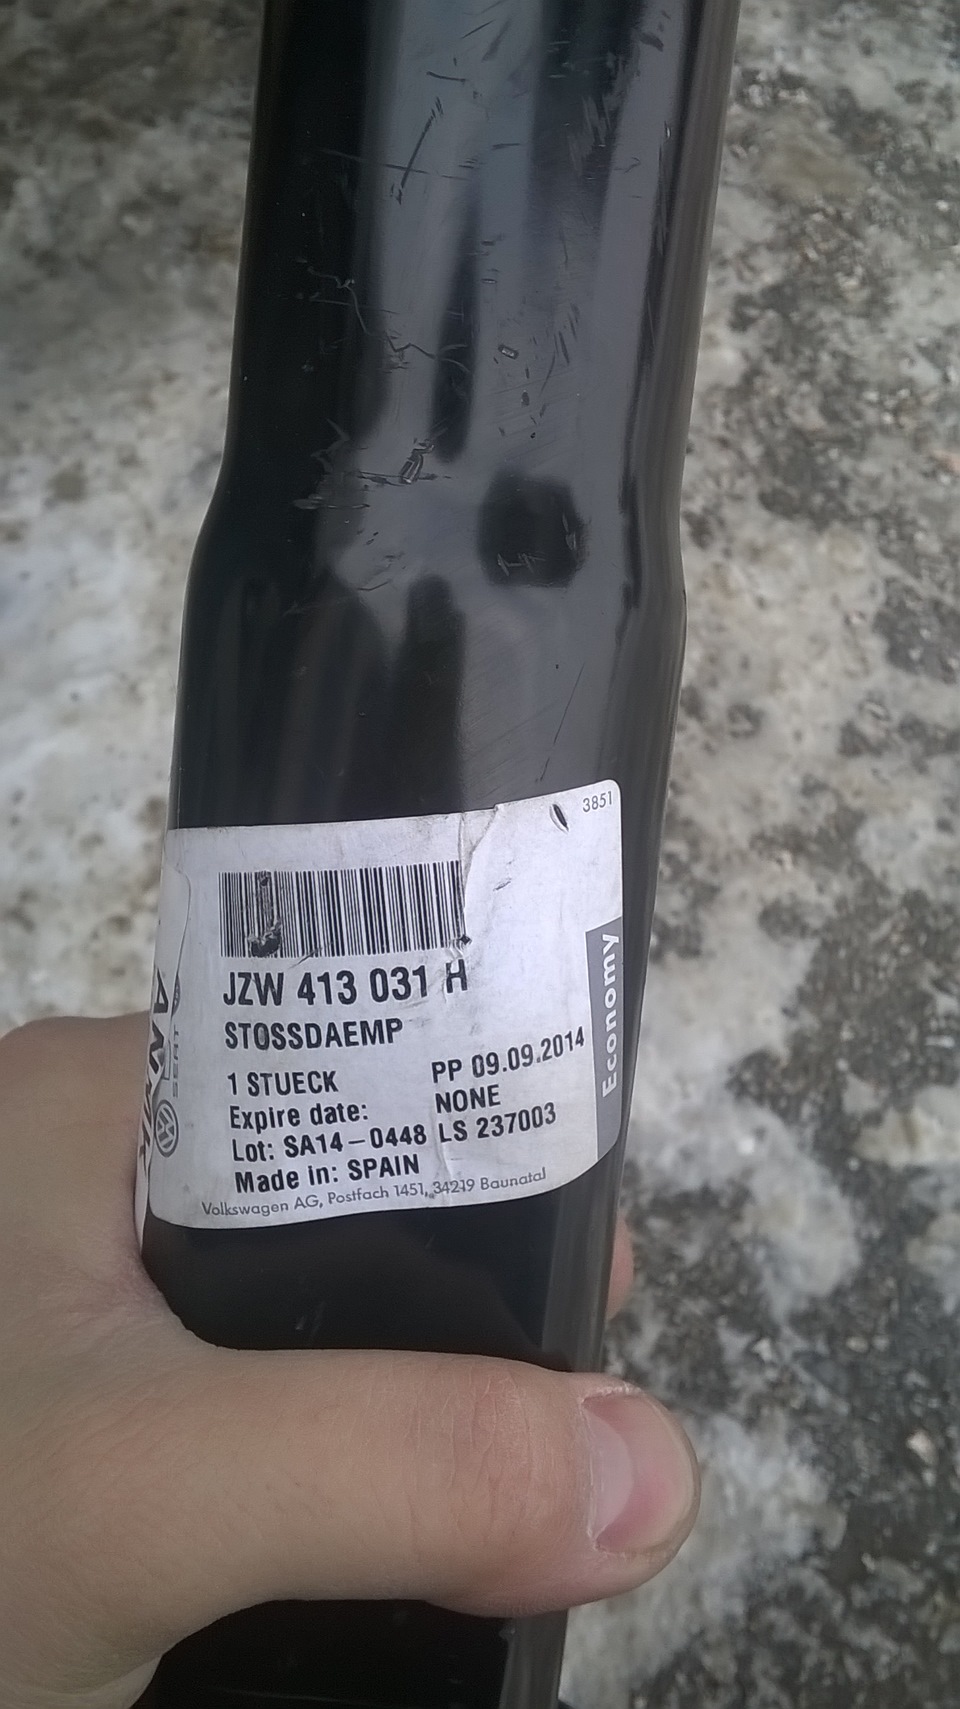 3851
JZW 413 031 H
STOSSDAEMP
1 STUECK PP 09.09.2014
Expire date: NONE
Lot: SA14-0448 LS 237003
Made in: SPAIN
Volkswagen AG, Postfach 1451, 34219 Baunatal
Economy
SEAT